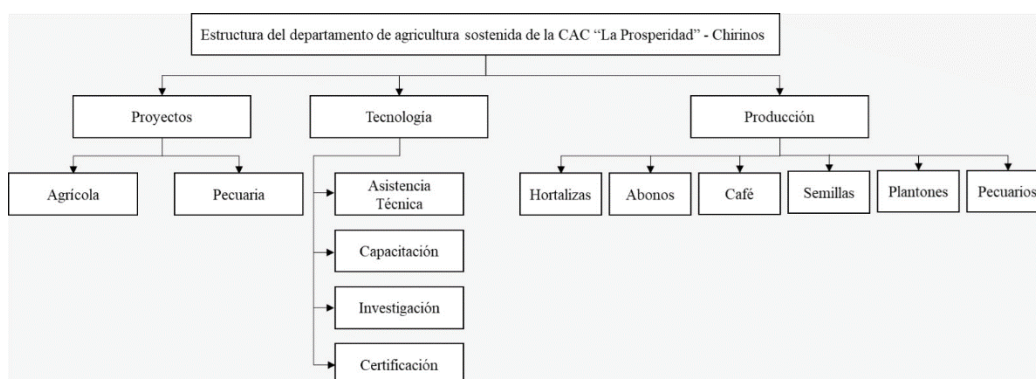 Estructura del departamento de agricultura sostenida de la CAC “La Prosperidad” - Chirinos
Proyectos
Tecnología
Producción
Agrícola
Pecuaria
Asistencia
Técnica
Capacitación
Investigación
Certificación
Hortalizas
Abonos
Café
Semillas
Plantones
Pecuarios